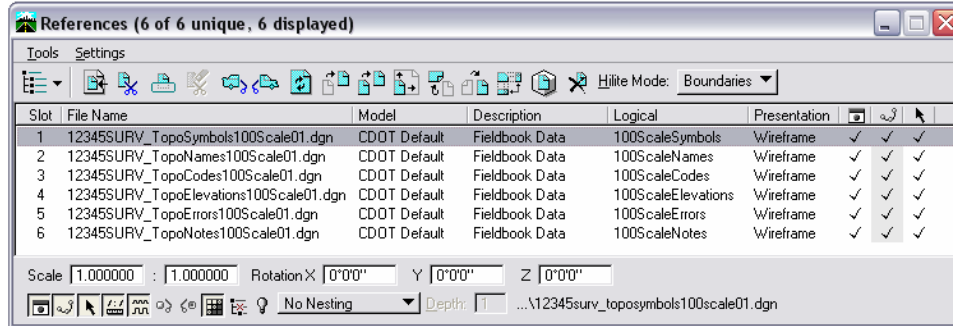 References (6 of 6 unique, 6 displayed)
Tools Settings
Hilite Mode: Boundaries
Slot File Name Model Description Logical Presentation
1 12345SURV_TopoSymbols100Scale01.dgn CDOT Default Fieldbook Data 100ScaleSymbols Wireframe
2 12345SURV_TopoNames100Scale01.dgn CDOT Default Fieldbook Data 100ScaleNames Wireframe
3 12345SURV_TopoCodes100Scale01.dgn CDOT Default Fieldbook Data 100ScaleCodes Wireframe
4 12345SURV_TopoElevations100Scale01.dgn CDOT Default Fieldbook Data 100ScaleElevations Wireframe
5 12345SURV_TopoErrors100Scale01.dgn CDOT Default Fieldbook Data 100ScaleErrors Wireframe
6 12345SURV_TopoNotes100Scale01.dgn CDOT Default Fieldbook Data 100ScaleNotes Wireframe
Scale 1.000000 : 1.000000 Rotation X 0°0'0" Y 0°0'0" Z 0°0'0"
No Nesting Depth: 1 ...\12345surv_toposymbols100scale01.dgn